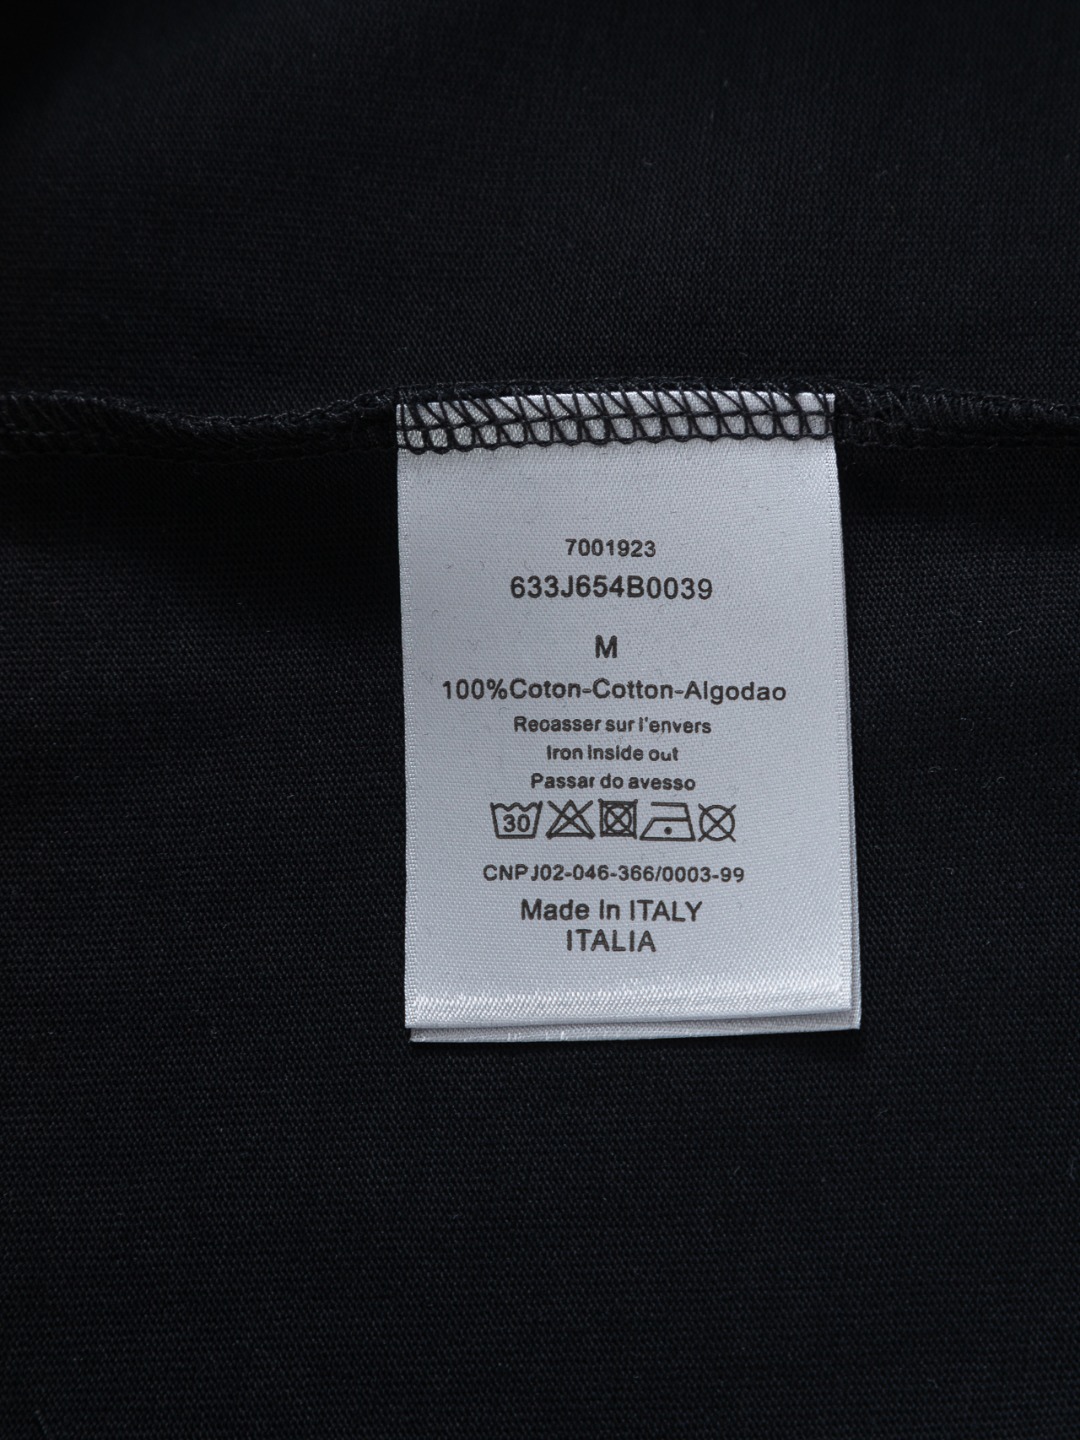 7001923
633J654B0039
M
100%Coton-Cotton-Algodao
Reoasser sur l'envers
Iron Inside out
Passar do avesso
30
CNPJ02-046-366/0003-99
Made In ITALY
ITALIA